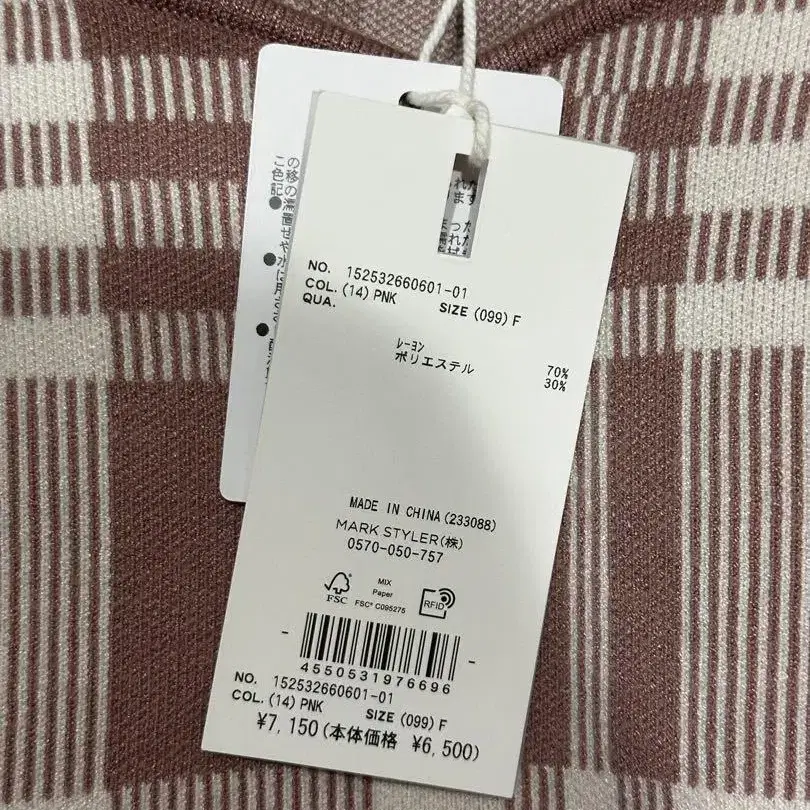 NO. 152532660601-01
COL. (14) PNK SIZE (099) F
QUA.
ﾚｰﾖﾝ 70%
ポリエステル 30%
MADE IN CHINA (233088)
MARK STYLER(株)
0570-050-757
FSC
MIX
Paper
FSC® C095275
RFID
4550531976696
NO. 152532660601-01
COL. (14) PNK SIZE (099) F
¥7,150(本体価格 ¥6,500)